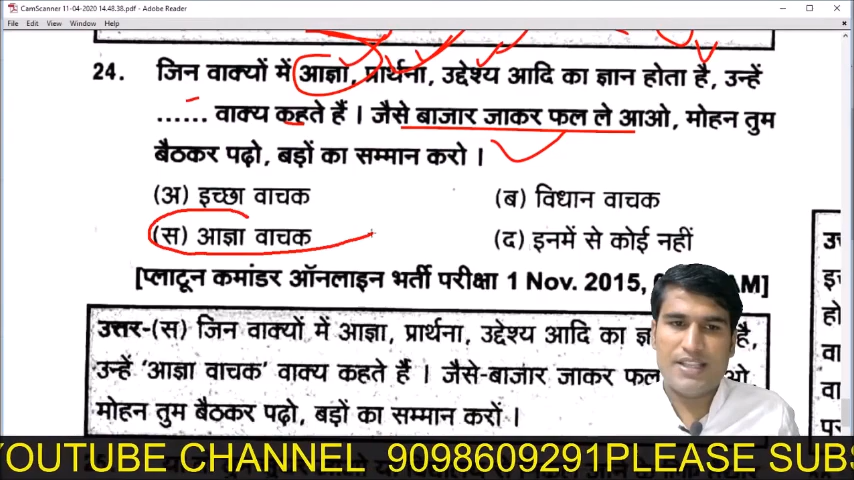 CamScanner 11-04-2020 14.48.38.pdf - Adobe Reader
File Edit View Window Help
24. जिन वाक्यों में आज्ञा, प्रार्थना, उद्देश्य आदि का ज्ञान होता है, उन्हें
...... वाक्य कहते हैं । जैसे बाजार जाकर फल ले आओ, मोहन तुम
बैठकर पढ़ो, बड़ों का सम्मान करो ।
(अ) इच्छा वाचक (ब) विधान वाचक
(स) आज्ञा वाचक (द) इनमें से कोई नहीं
[प्लाटून कमांडर ऑनलाइन भर्ती परीक्षा 1 Nov. 2015, AM]
उत्तर-(स) जिन वाक्यों में आज्ञा, प्रार्थना, उद्देश्य आदि का है,
उन्हें 'आज्ञा वाचक' वाक्य कहते हैं । जैसे-बाजार जाकर फल
मोहन तुम बैठकर पढ़ो, बड़ों का सम्मान करों ।
YOUTUBE CHANNEL 9098609291PLEASE SUBS